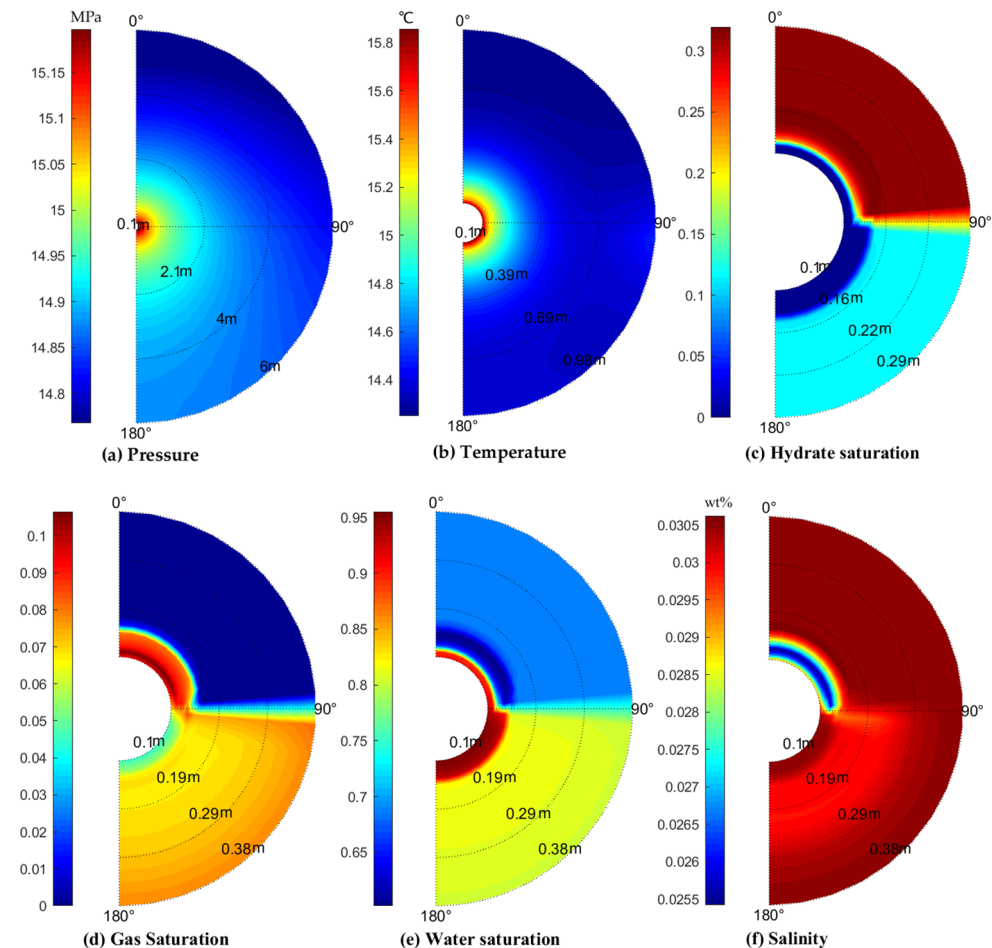 MPa
0°
15.15
15.1
15.05
15
14.95
14.9
14.85
14.8
0.1m
90°
2.1m
4m
6m
180°
(a) Pressure
℃
0°
15.8
15.6
15.4
15.2
15
14.8
14.6
14.4
0.1m
90°
0.39m
0.69m
0.98m
180°
(b) Temperature
0°
0.3
0.25
0.2
0.15
0.1
0.05
0
90°
0.1m
0.16m
0.22m
0.29m
180°
(c) Hydrate saturation
0°
0.1
0.09
0.08
0.07
0.06
0.05
0.04
0.03
0.02
0.01
0
90°
0.1m
0.19m
0.29m
0.38m
180°
(d) Gas Saturation
0°
0.95
0.9
0.85
0.8
0.75
0.7
0.65
90°
0.1m
0.19m
0.29m
0.38m
180°
(e) Water saturation
wt%
0°
0.0305
0.03
0.0295
0.029
0.0285
0.028
0.0275
0.027
0.0265
0.026
0.0255
90°
0.1m
0.19m
0.38m
180°
(f) Salinity